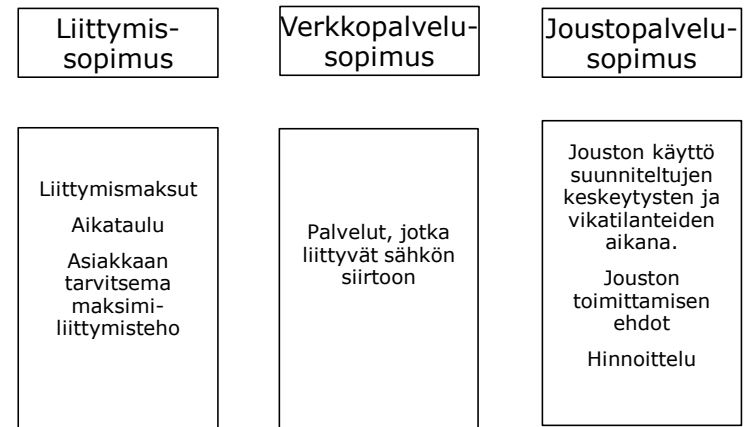 Liittymis-
sopimus
Verkkopalvelu-
sopimus
Joustopalvelu-
sopimus
Liittymismaksut
Aikataulu
Asiakkaan
tarvitsema
maksimi-
liittymisteho
Palvelut, jotka
liittyvät sähkön
siirtoon
Jouston käyttö
suunniteltujen
keskeytysten ja
vikatilanteiden
aikana.
Jouston
toimittamisen
ehdot
Hinnoittelu